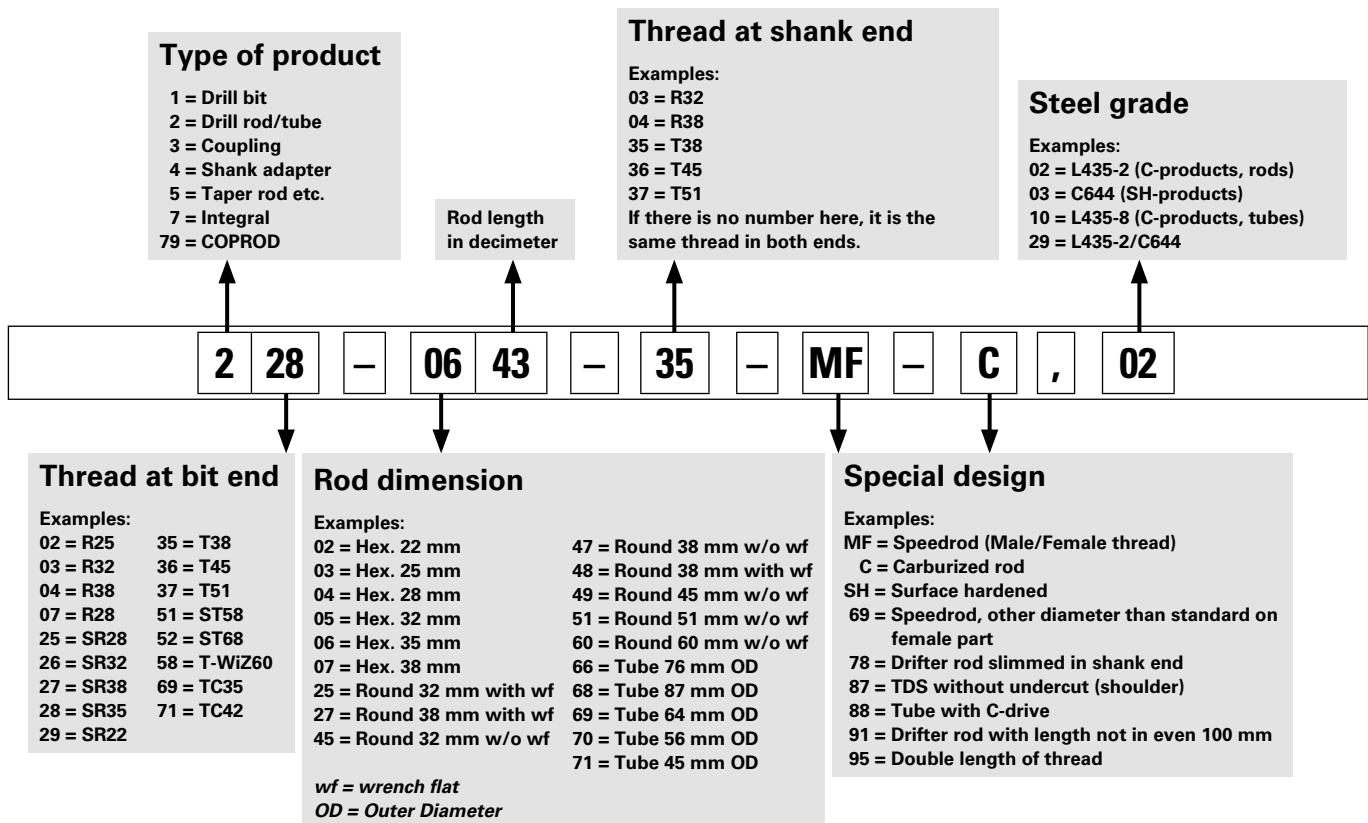 Type of product
1 = Drill bit
2 = Drill rod/tube
3 = Coupling
4 = Shank adapter
5 = Taper rod etc.
7 = Integral
79 = COPROD
Rod length
in decimeter
Thread at shank end
Examples:
03 = R32
04 = R38
35 = T38
36 = T45
37 = T51
If there is no number here, it is the
same thread in both ends.
Steel grade
Examples:
02 = L435-2 (C-products, rods)
03 = C644 (SH-products)
10 = L435-8 (C-products, tubes)
29 = L435-2/C644
2 28 – 06 43 – 35 – MF – C , 02
Thread at bit end
Examples:
02 = R25
03 = R32
04 = R38
07 = R28
25 = SR28
26 = SR32
27 = SR38
28 = SR35
29 = SR22
35 = T38
36 = T45
37 = T51
51 = ST58
52 = ST68
58 = T-WiZ60
69 = TC35
71 = TC42
Rod dimension
Examples:
02 = Hex. 22 mm
03 = Hex. 25 mm
04 = Hex. 28 mm
05 = Hex. 32 mm
06 = Hex. 35 mm
07 = Hex. 38 mm
25 = Round 32 mm with wf
27 = Round 38 mm with wf
45 = Round 32 mm w/o wf
47 = Round 38 mm w/o wf
48 = Round 38 mm with wf
49 = Round 45 mm w/o wf
51 = Round 51 mm w/o wf
60 = Round 60 mm w/o wf
66 = Tube 76 mm OD
68 = Tube 87 mm OD
69 = Tube 64 mm OD
70 = Tube 56 mm OD
71 = Tube 45 mm OD
wf = wrench flat
OD = Outer Diameter
Special design
Examples:
MF = Speedrod (Male/Female thread)
C = Carburized rod
SH = Surface hardened
69 = Speedrod, other diameter than standard on
female part
78 = Drifter rod slimmed in shank end
87 = TDS without undercut (shoulder)
88 = Tube with C-drive
91 = Drifter rod with length not in even 100 mm
95 = Double length of thread